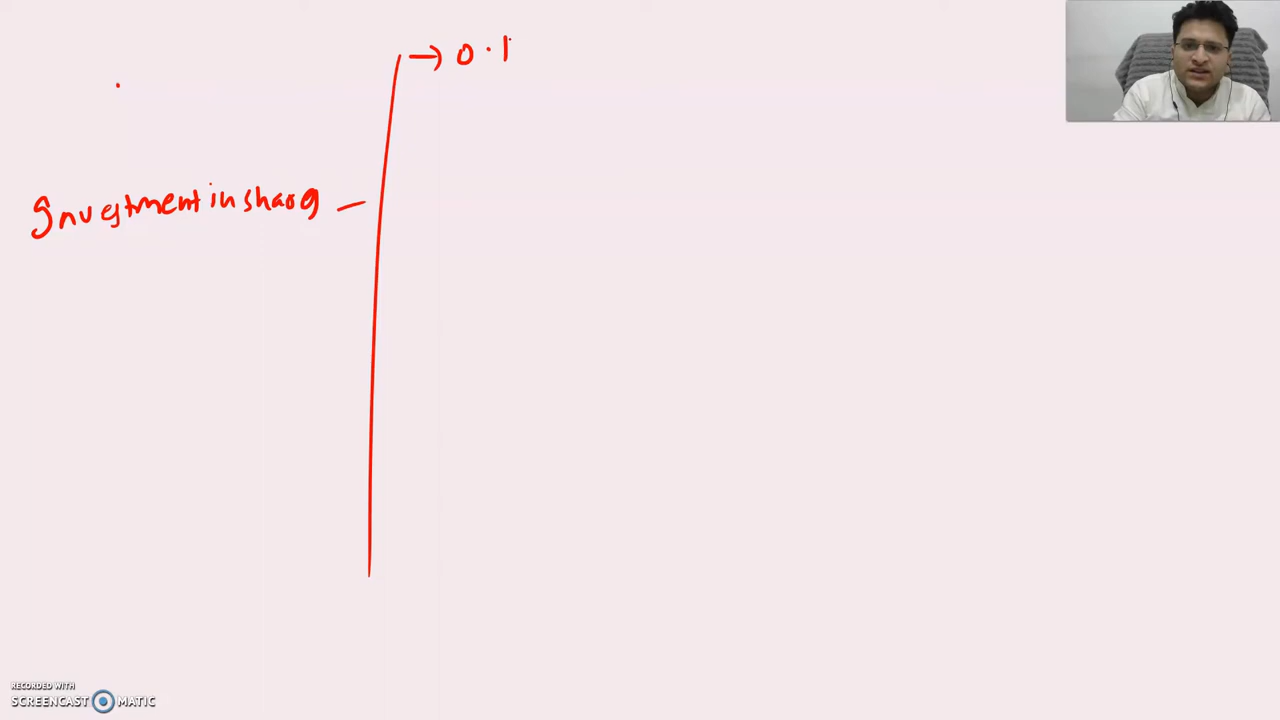 → 0.1
Investment in shares –
RECORDED WITH
SCREENCAST MATIC